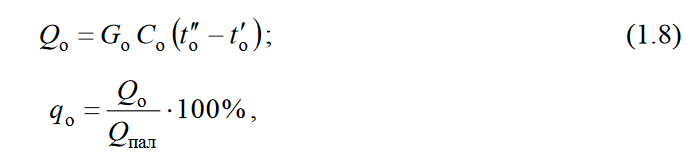 Qо = Gо Cо (t″о – t′о); (1.8)
qо = Qо / Qпал · 100%,